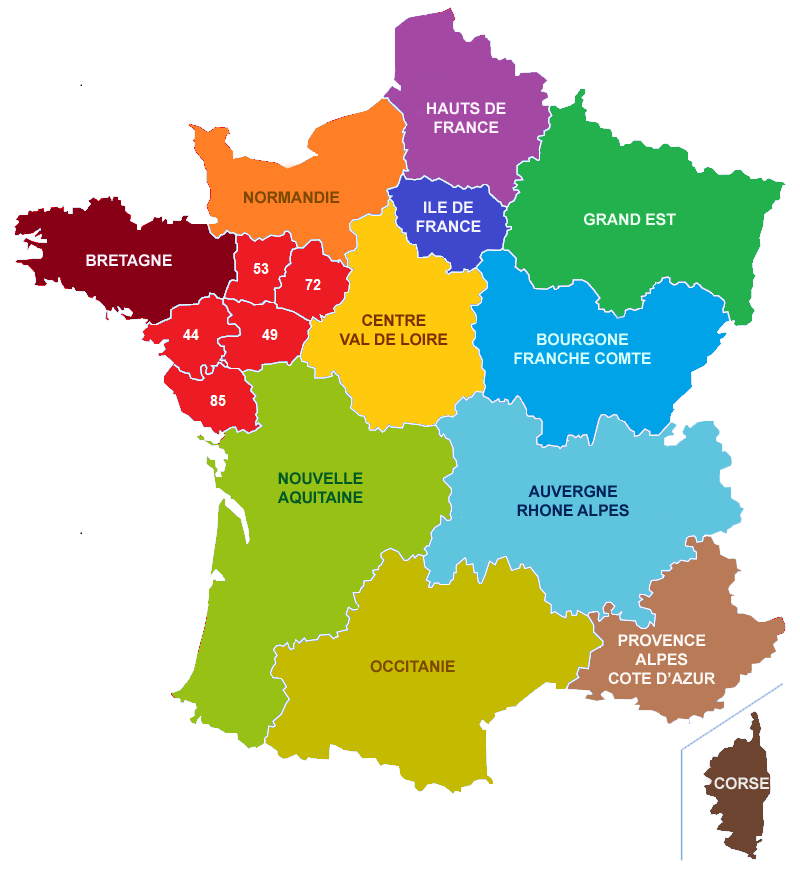 HAUTS DE
FRANCE
NORMANDIE
ILE DE
FRANCE
GRAND EST
BRETAGNE
53
72
44
49
CENTRE
VAL DE LOIRE
BOURGONE
FRANCHE COMTE
85
NOUVELLE
AQUITAINE
AUVERGNE
RHONE ALPES
OCCITANIE
PROVENCE
ALPES
COTE D'AZUR
CORSE